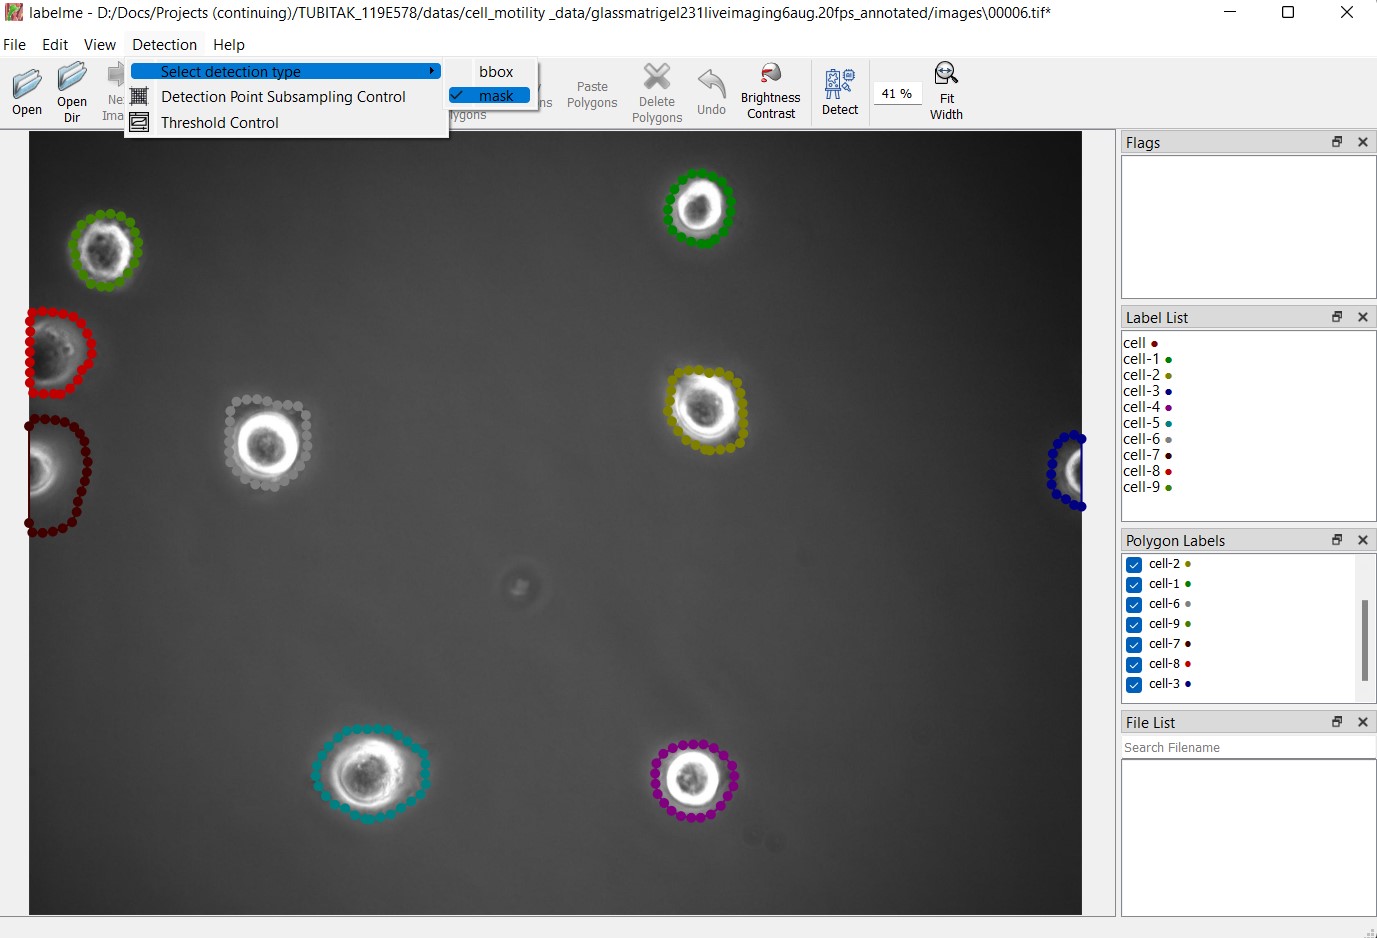 labelme - D:/Docs/Projects (continuing)/TUBITAK_119E578/datas/cell_motility _data/glassmatrigel231liveimaging6aug.20fps_annotated/images\00006.tif*
File Edit View Detection Help
Select detection type
Detection Point Subsampling Control
Threshold Control
bbox
mask
Open
Open
Dir
Paste
Polygons
Delete
Polygons
Undo
Brightness
Contrast
Detect
41 %
Fit
Width
Flags
Label List
cell
cell-1
cell-2
cell-3
cell-4
cell-5
cell-6
cell-7
cell-8
cell-9
Polygon Labels
cell-2
cell-1
cell-6
cell-9
cell-7
cell-8
cell-3
File List
Search Filename